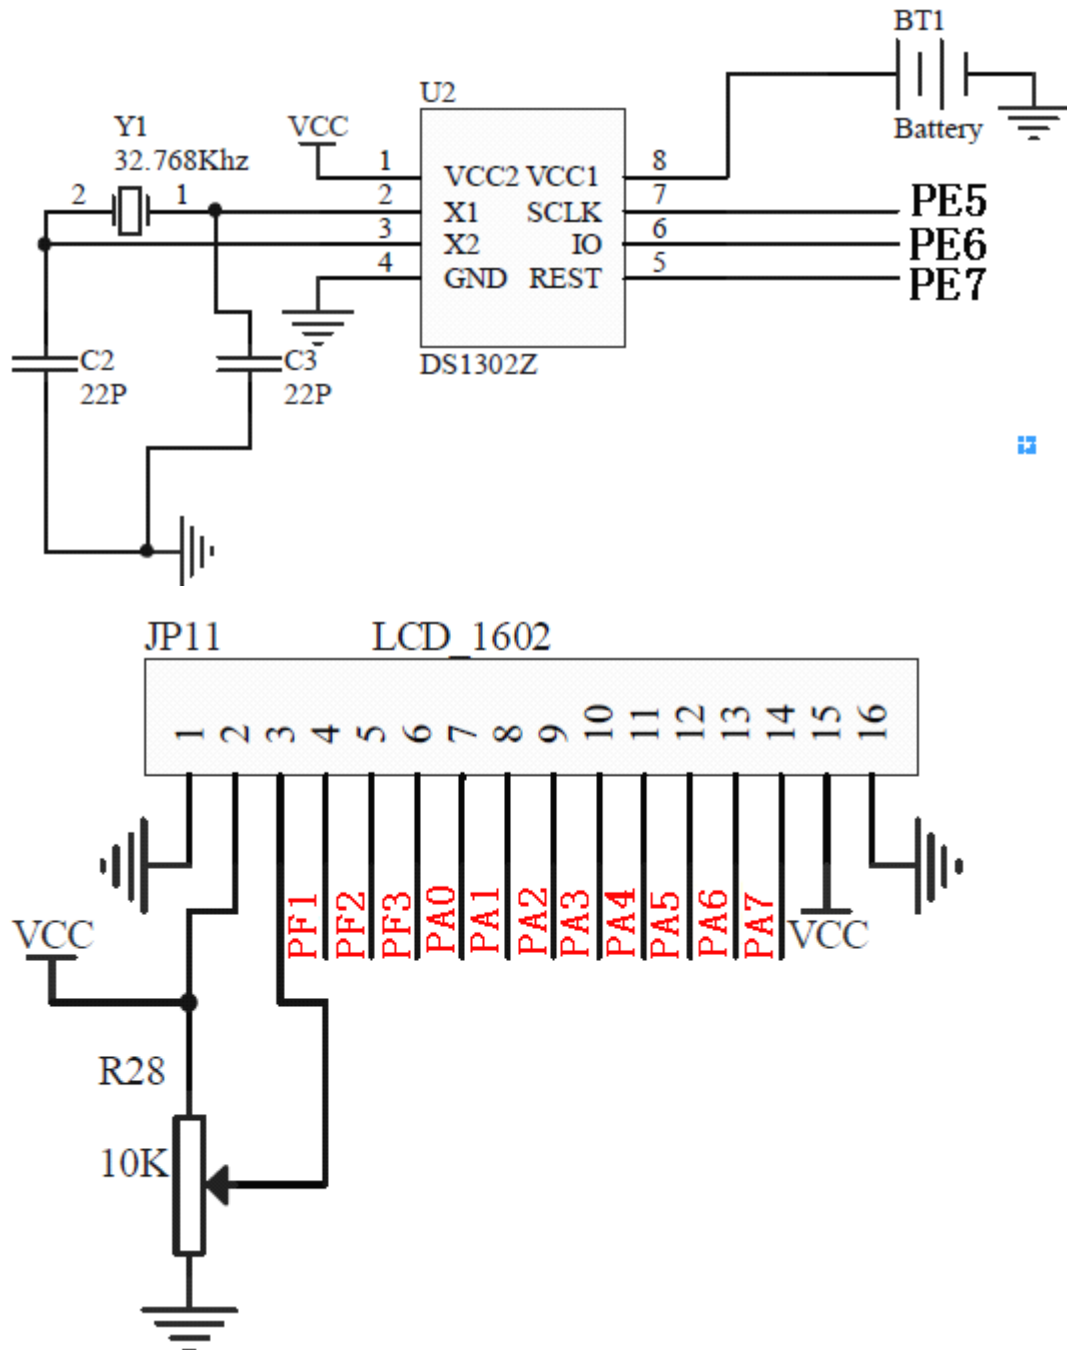 BT1
Battery
U2
Y1
32.768Khz
VCC
2
1
1
2
3
4
VCC2 VCC1
X1 SCLK
X2 IO
GND REST
8
7
6
5
PE5
PE6
PE7
DS1302Z
C2
22P
C3
22P
JP11 LCD_1602
1 2 3 4 5 6 7 8 9 10 11 12 13 14 15 16
PF1 PF2 PF3 PA0 PA1 PA2 PA3 PA4 PA5 PA6 PA7
VCC
VCC
R28
10K